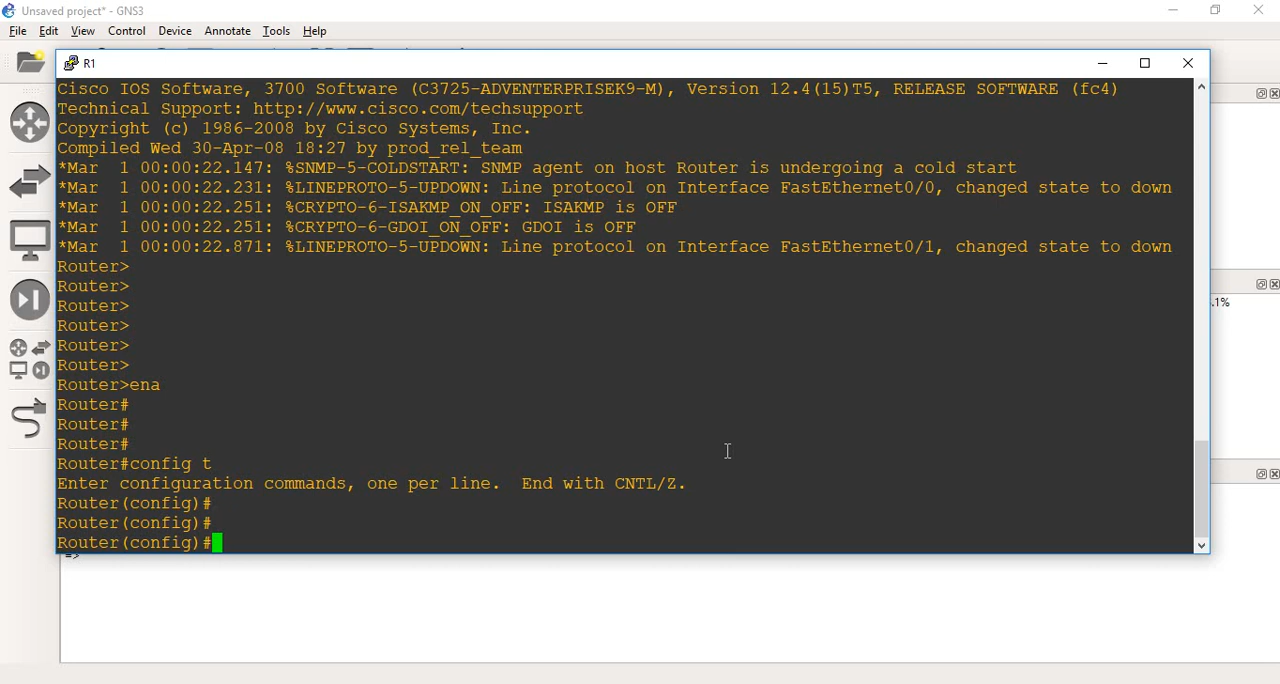 Unsaved project* - GNS3
File Edit View Control Device Annotate Tools Help
R1
Cisco IOS Software, 3700 Software (C3725-ADVENTERPRISEK9-M), Version 12.4(15)T5, RELEASE SOFTWARE (fc4)
Technical Support: http://www.cisco.com/techsupport
Copyright (c) 1986-2008 by Cisco Systems, Inc.
Compiled Wed 30-Apr-08 18:27 by prod_rel_team
*Mar  1 00:00:22.147: %SNMP-5-COLDSTART: SNMP agent on host Router is undergoing a cold start
*Mar  1 00:00:22.231: %LINEPROTO-5-UPDOWN: Line protocol on Interface FastEthernet0/0, changed state to down
*Mar  1 00:00:22.251: %CRYPTO-6-ISAKMP_ON_OFF: ISAKMP is OFF
*Mar  1 00:00:22.251: %CRYPTO-6-GDOI_ON_OFF: GDOI is OFF
*Mar  1 00:00:22.871: %LINEPROTO-5-UPDOWN: Line protocol on Interface FastEthernet0/1, changed state to down
Router>
Router>
Router>
Router>
Router>
Router>
Router>ena
Router#
Router#
Router#
Router#config t
Enter configuration commands, one per line.  End with CNTL/Z.
Router(config)#
Router(config)#
Router(config)#
.1%
=>